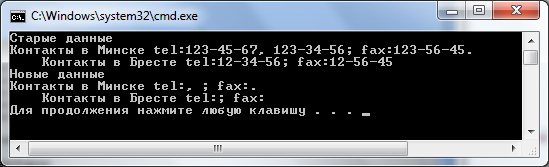 C:\Windows\system32\cmd.exe
Старые данные
Контакты в Минске tel:123-45-67, 123-34-56; fax:123-56-45.
Контакты в Бресте tel:12-34-56; fax:12-56-45
Новые данные
Контакты в Минске tel:, ; fax:.
Контакты в Бресте tel:; fax:
Для продолжения нажмите любую клавишу . . .